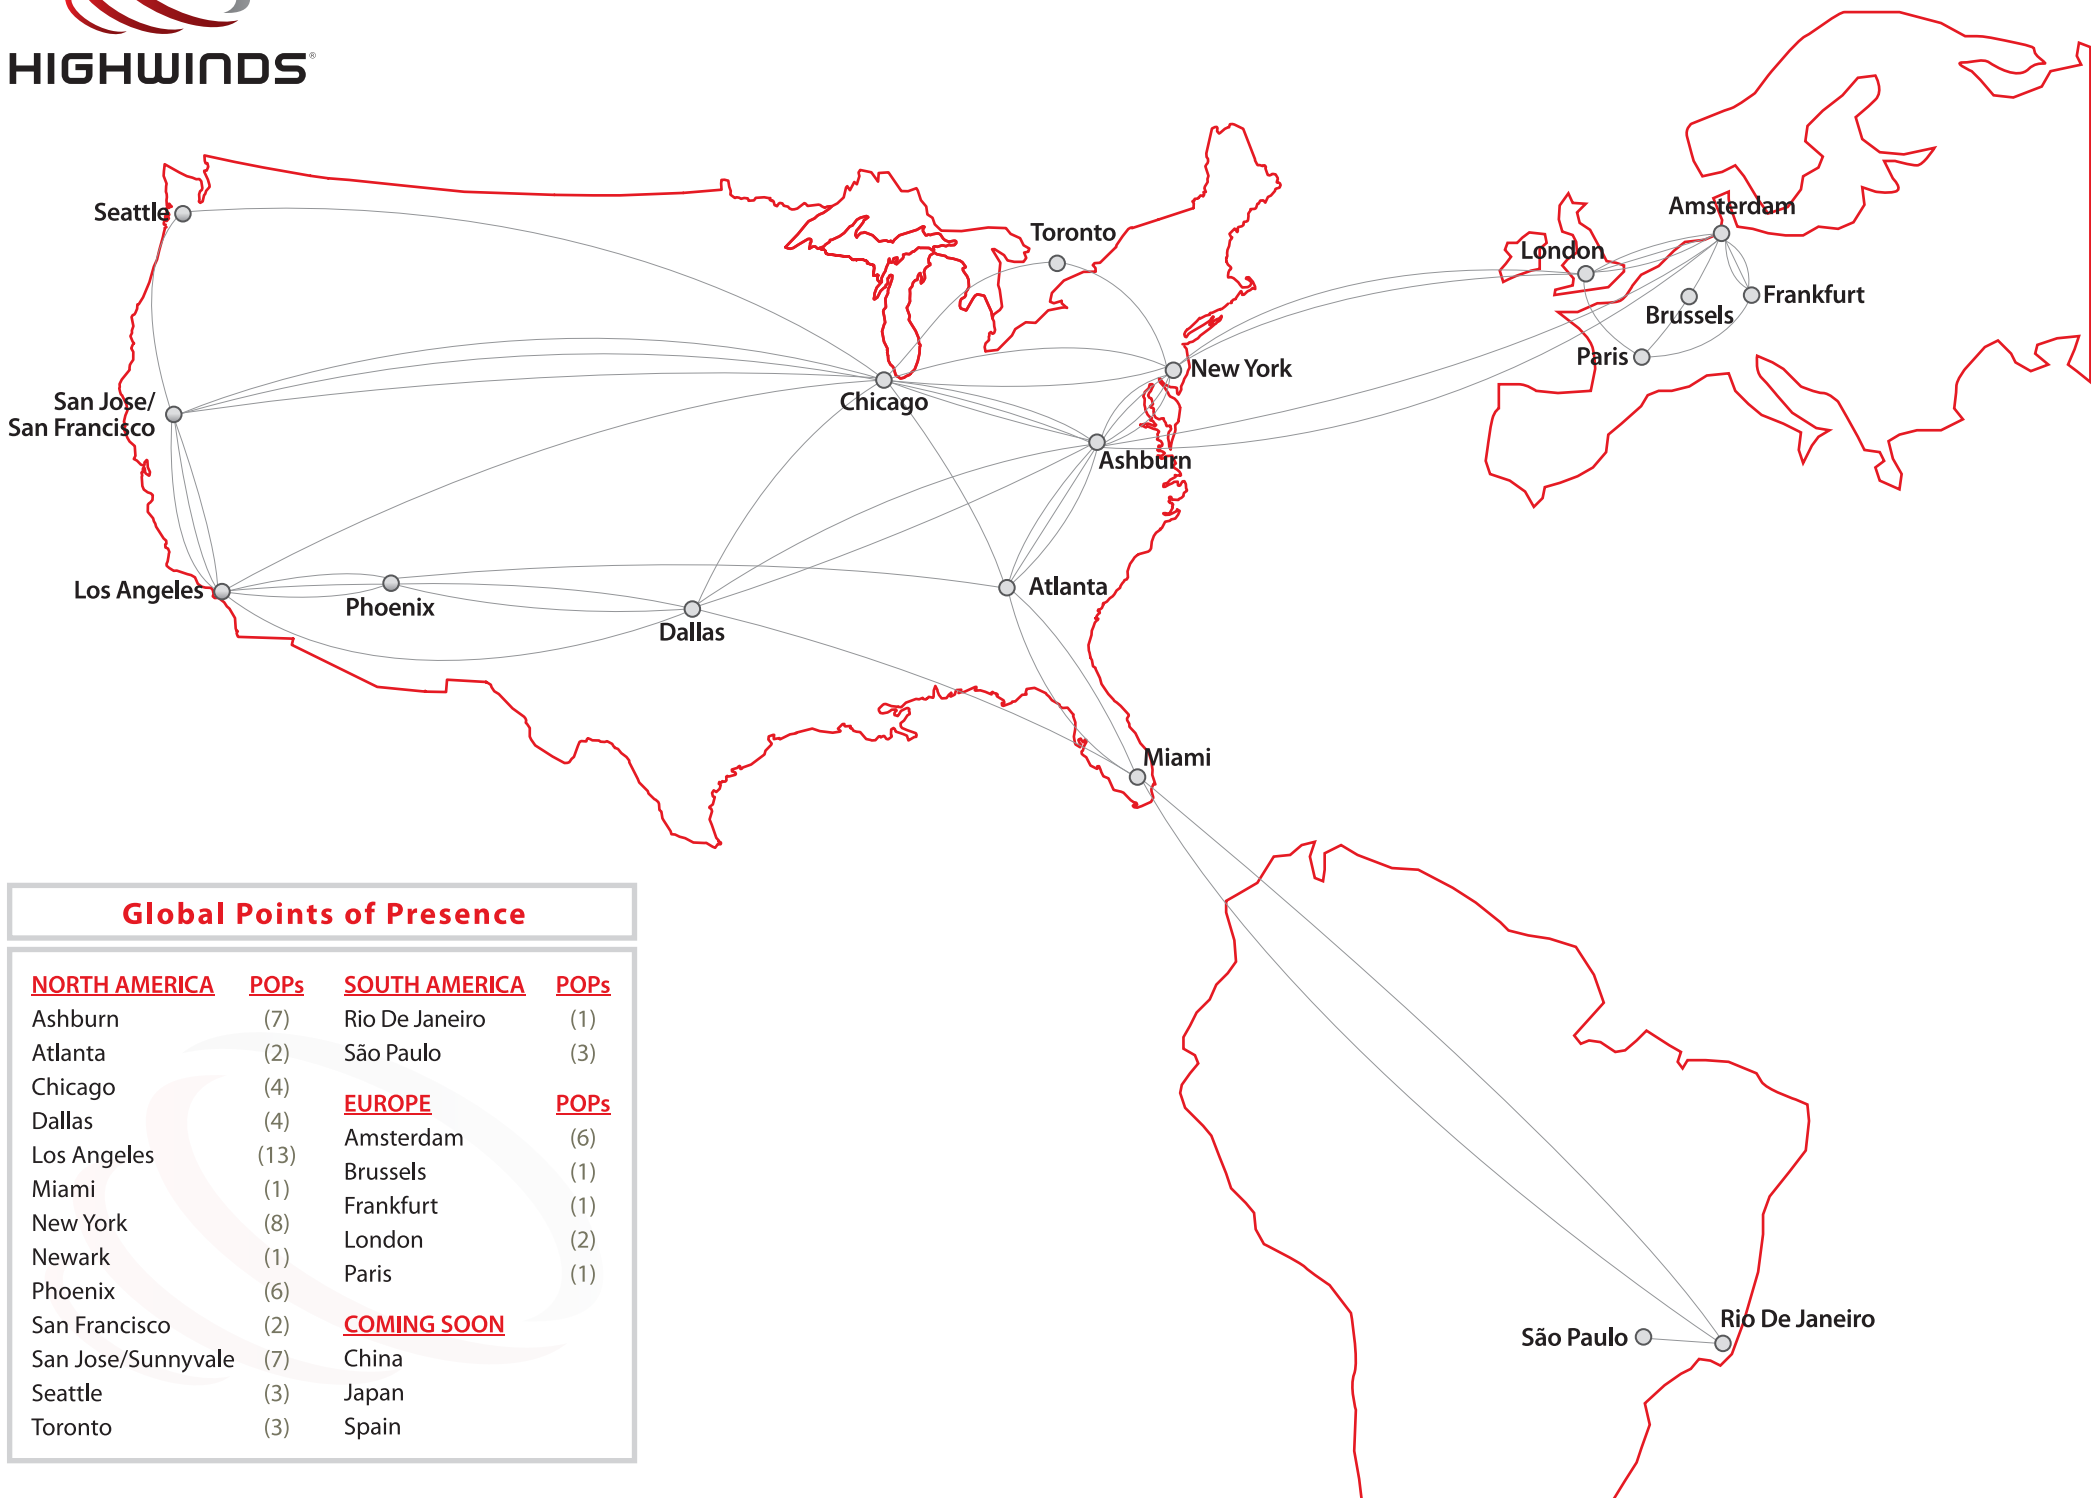 HIGHWINDS®
Seattle
Toronto
Amsterdam
London
Frankfurt
Brussels
Paris
New York
Chicago
San Jose/
San Francisco
Ashburn
Los Angeles
Phoenix
Atlanta
Dallas
Miami
Rio De Janeiro
São Paulo
Global Points of Presence
NORTH AMERICA POPs
Ashburn (7)
Atlanta (2)
Chicago (4)
Dallas (4)
Los Angeles (13)
Miami (1)
New York (8)
Newark (1)
Phoenix (6)
San Francisco (2)
San Jose/Sunnyvale (7)
Seattle (3)
Toronto (3)
SOUTH AMERICA POPs
Rio De Janeiro (1)
São Paulo (3)
EUROPE POPs
Amsterdam (6)
Brussels (1)
Frankfurt (1)
London (2)
Paris (1)
COMING SOON
China
Japan
Spain